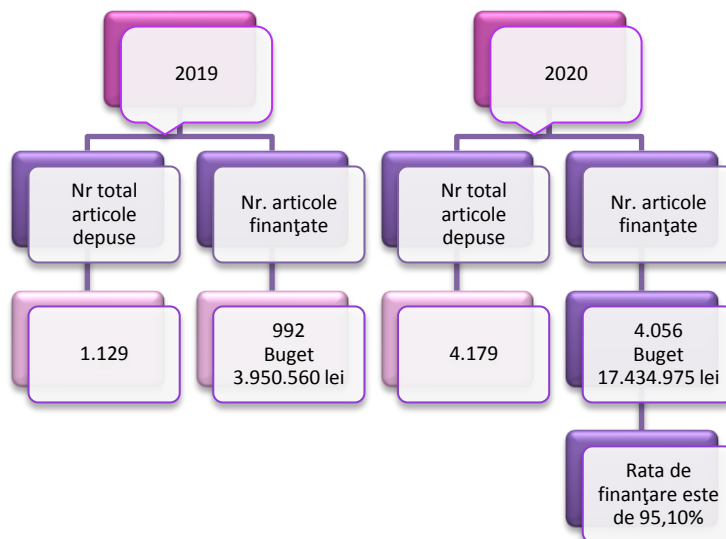 2019
2020
Nr total
articole
depuse
Nr. articole
finanţate
Nr total
articole
depuse
Nr. articole
finanţate
1.129
992
Buget
3.950.560 lei
4.179
4.056
Buget
17.434.975 lei
Rata de
finanţare este
de 95,10%